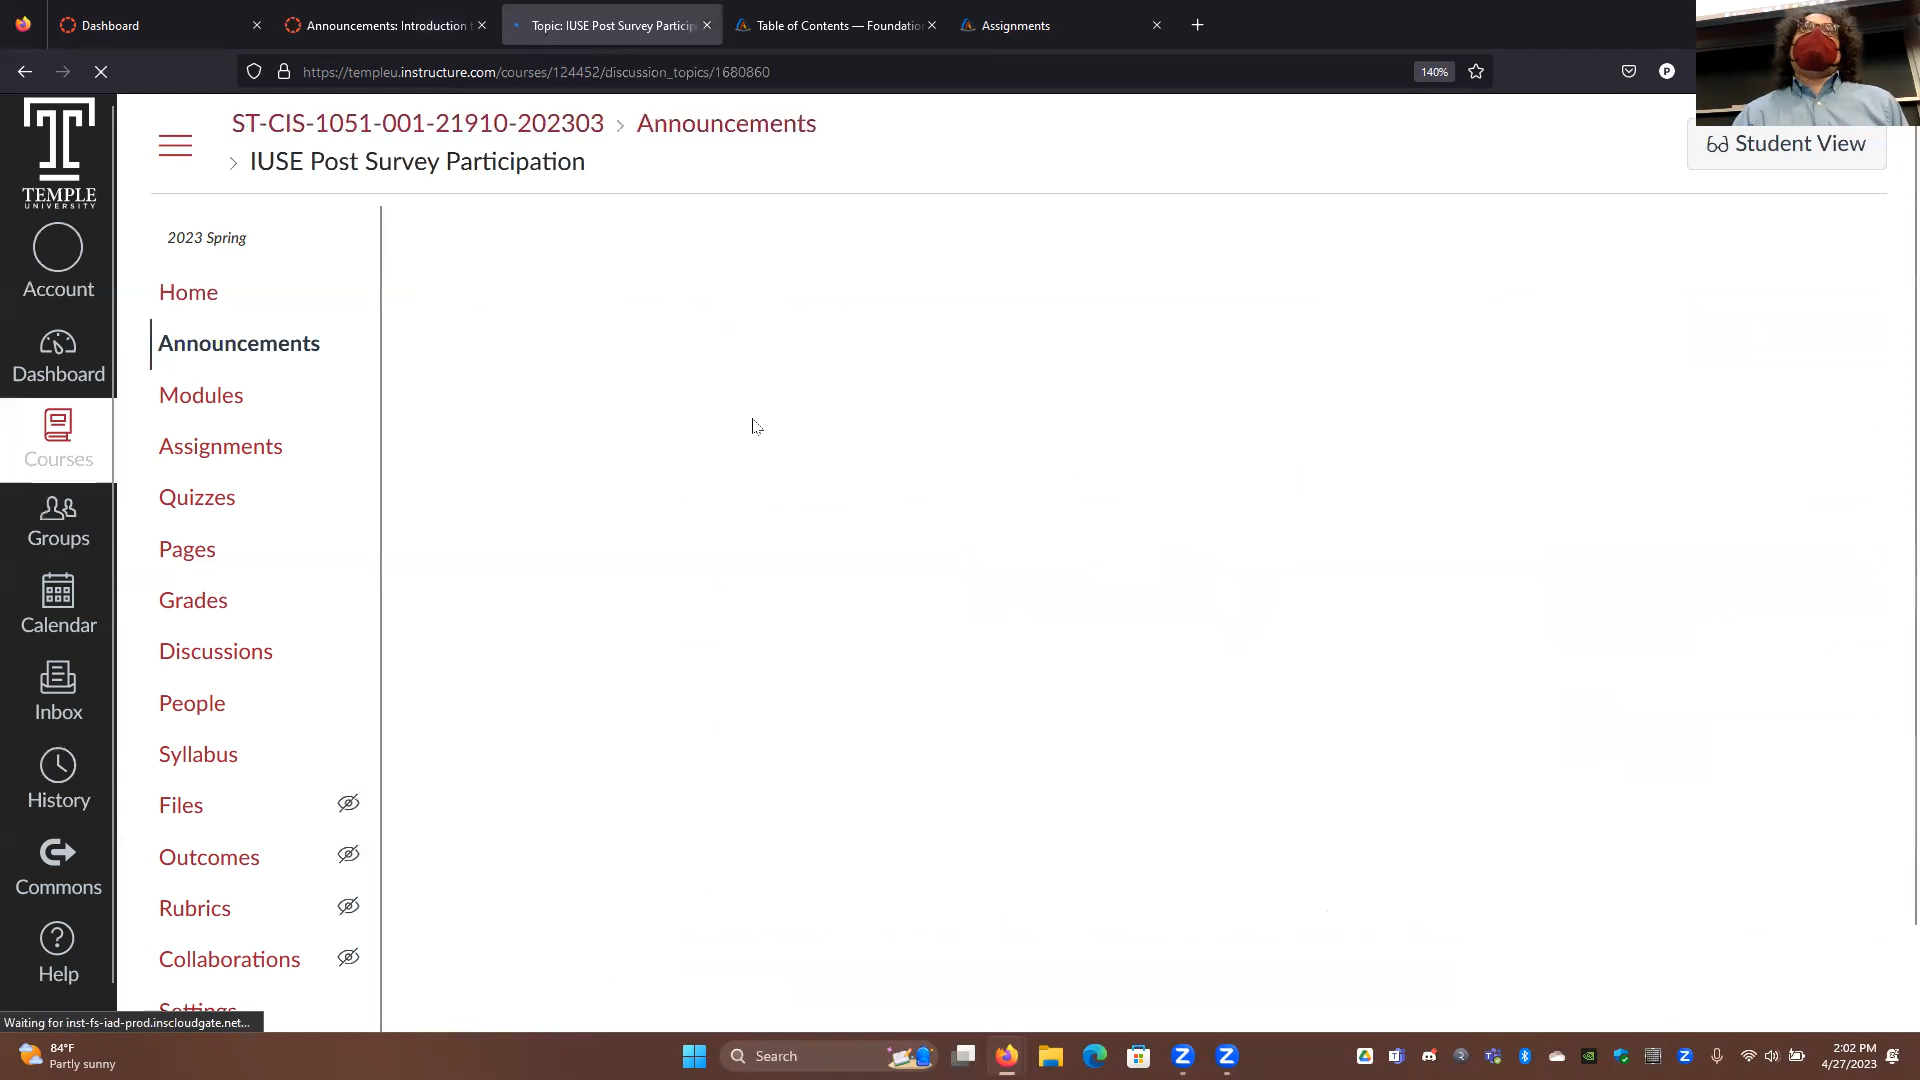 Dashboard
Announcements: Introduction t
Topic: IUSE Post Survey Particip
Table of Contents — Foundatio
Assignments
https://templeu.instructure.com/courses/124452/discussion_topics/1680860
140%
P
ST-CIS-1051-001-21910-202303 > Announcements
> IUSE Post Survey Participation
Student View
TEMPLE
UNIVERSITY
Account
Dashboard
Courses
Groups
Calendar
Inbox
History
Commons
Help
2023 Spring
Home
Announcements
Modules
Assignments
Quizzes
Pages
Grades
Discussions
People
Syllabus
Files
Outcomes
Rubrics
Collaborations
Settings
Waiting for inst-fs-iad-prod.inscloudgate.net...
84°F
Partly sunny
Search
2:02 PM
4/27/2023